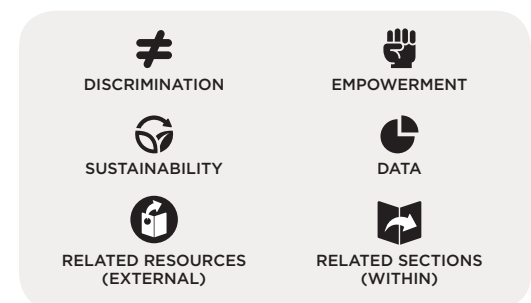 DISCRIMINATION
EMPOWERMENT
SUSTAINABILITY
DATA
RELATED RESOURCES
(EXTERNAL)
RELATED SECTIONS
(WITHIN)